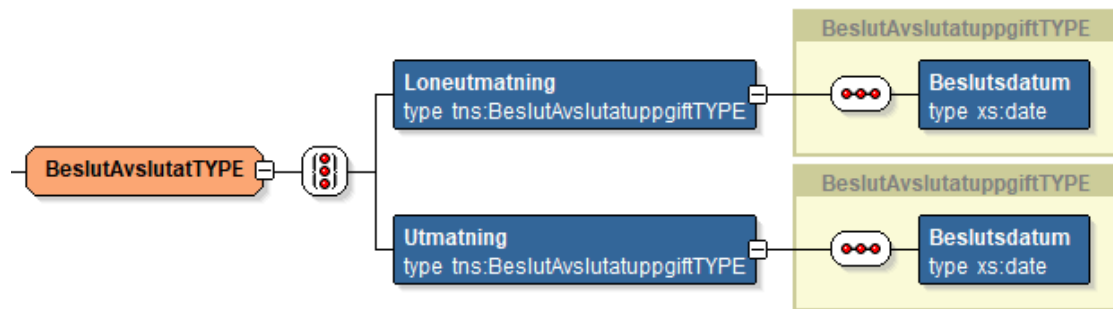 BeslutAvslutatTYPE
Loneutmatning
type tns:BeslutAvslutatuppgiftTYPE
BeslutAvslutatuppgiftTYPE
Beslutsdatum
type xs:date
Utmatning
type tns:BeslutAvslutatuppgiftTYPE
BeslutAvslutatuppgiftTYPE
Beslutsdatum
type xs:date